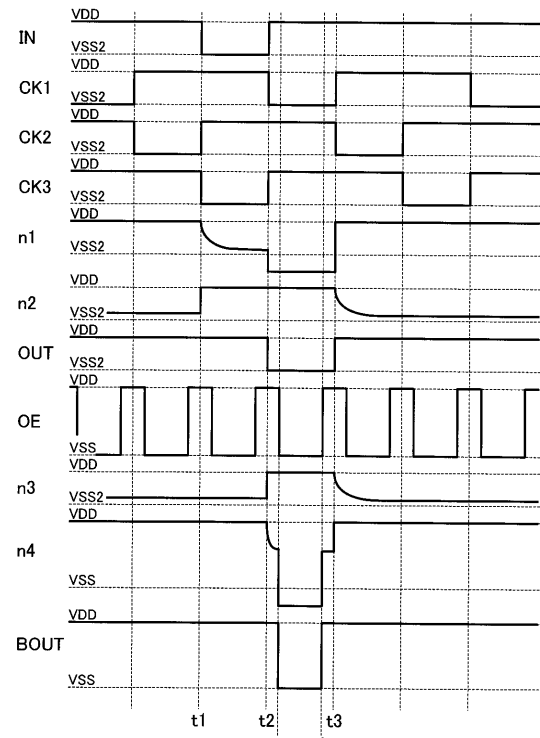 VDD
IN
VSS2
VDD
CK1
VSS2
VDD
CK2
VSS2
VDD
CK3
VSS2
VDD
n1
VSS2
VDD
n2
VSS2
VDD
OUT
VSS2
VDD
OE
VSS
VDD
n3
VSS2
VDD
n4
VSS
VDD
BOUT
VSS
t1 t2 t3